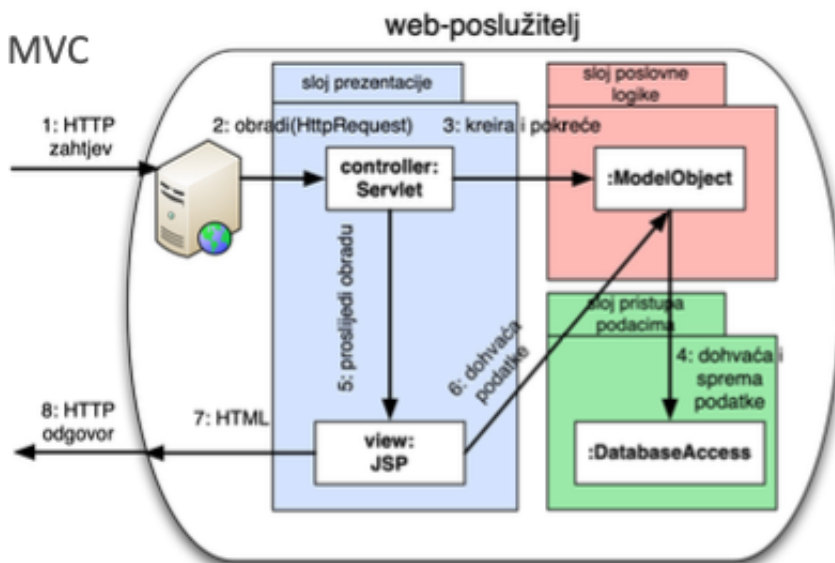 web-poslužitelj
MVC
sloj prezentacije
sloj poslovne
logike
1: HTTP
zahtjev
2: obradi(HttpRequest)
3: kreira i pokreće
controller:
Servlet
:ModelObject
5: proslijedi obradu
6: dohvaća
podatke
sloj pristupa
podacima
4: dohvaća i
sprema
podatke
8: HTTP
odgovor
7: HTML
view:
JSP
:DatabaseAccess